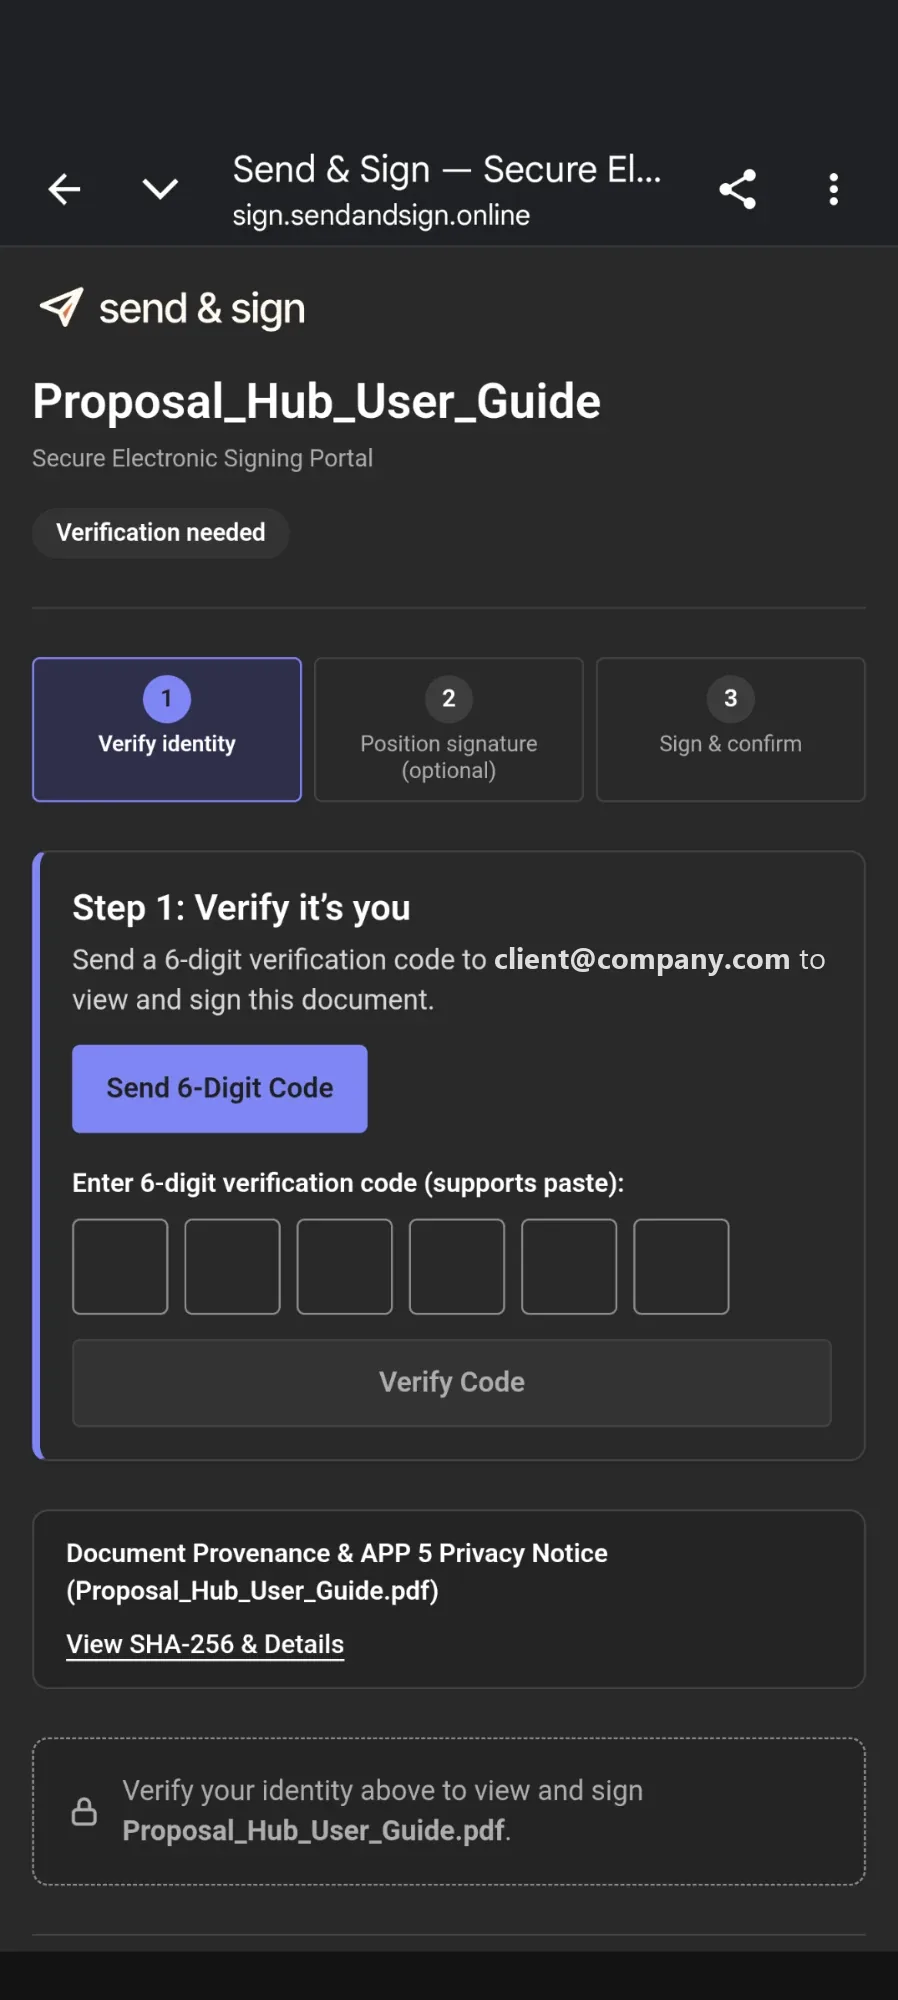 Send & Sign — Secure El...
sign.sendandsign.online
send & sign
Proposal_Hub_User_Guide
Secure Electronic Signing Portal
Verification needed
1
Verify identity
2
Position signature
(optional)
3
Sign & confirm
Step 1: Verify it’s you
Send a 6-digit verification code to client@company.com to
view and sign this document.
Send 6-Digit Code
Enter 6-digit verification code (supports paste):
Verify Code
Document Provenance & APP 5 Privacy Notice
(Proposal_Hub_User_Guide.pdf)
View SHA-256 & Details
Verify your identity above to view and sign
Proposal_Hub_User_Guide.pdf.